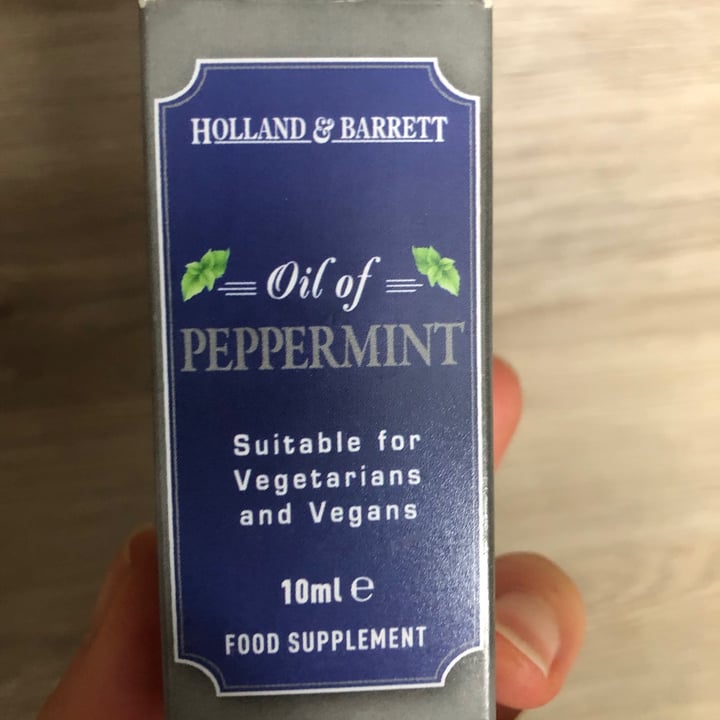 HOLLAND & BARRETT
Oil of
PEPPERMINT
Suitable for
Vegetarians
and Vegans
10ml ℮
FOOD SUPPLEMENT